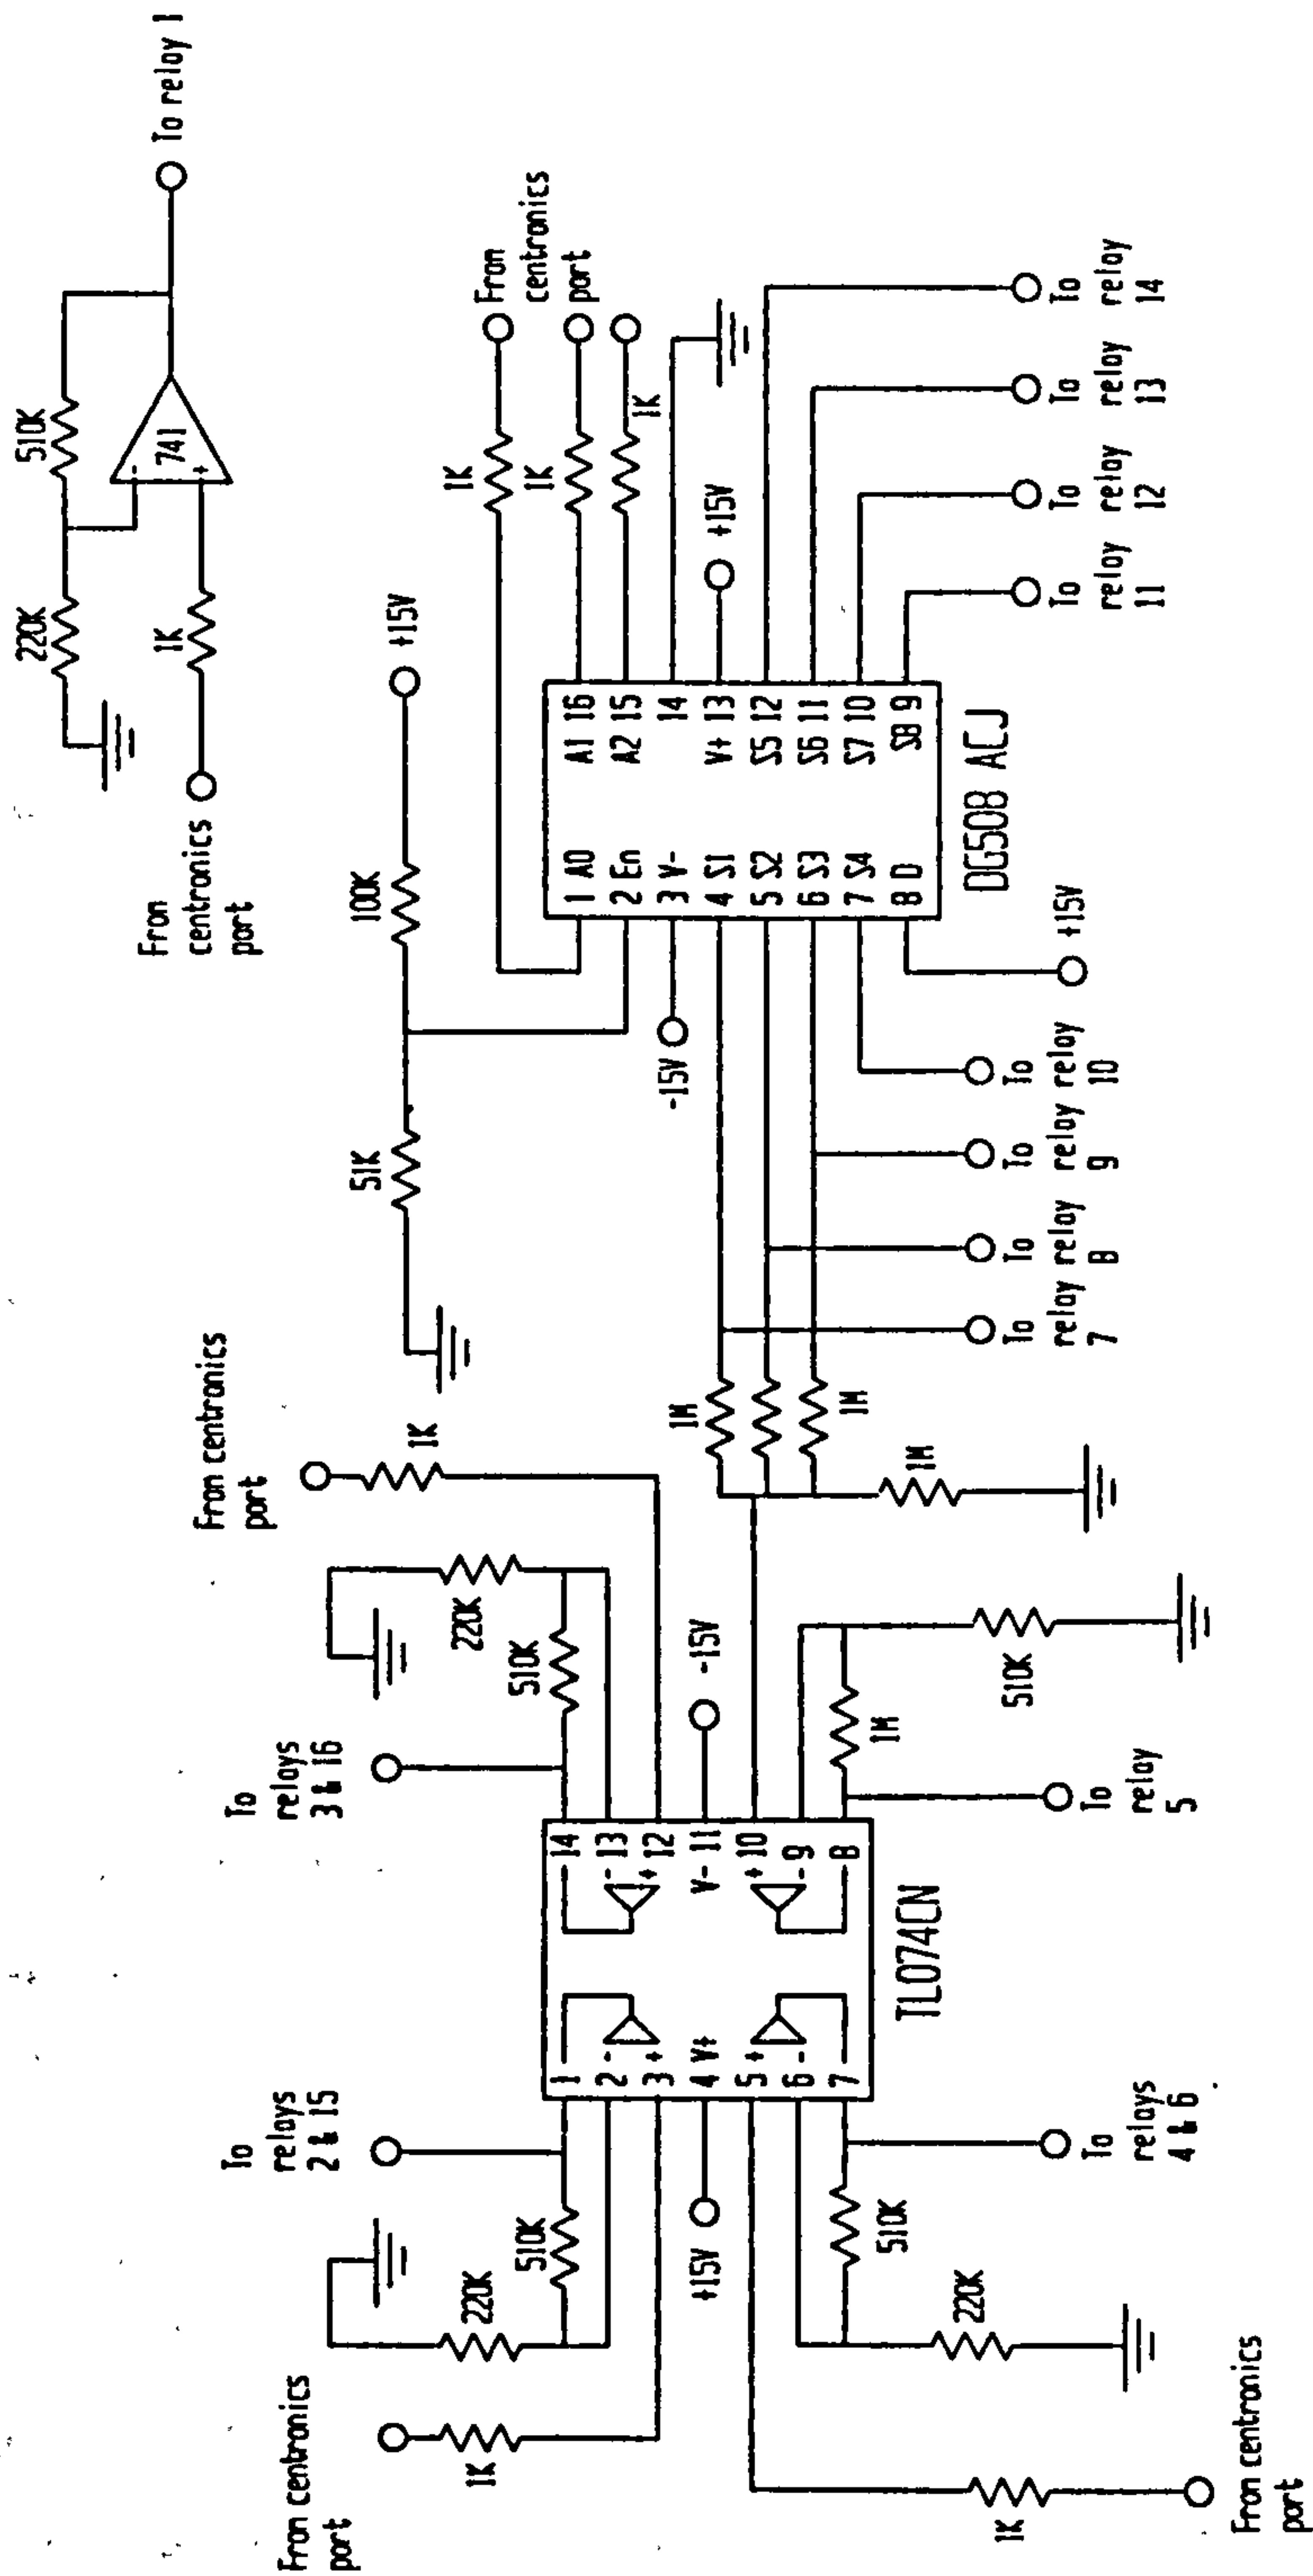 From centronics
port
1K
220K
510K
To
relays
2 & 15
+15V
1
2 -
3 +
4 V+
5 +
6 -
7
14
- 13
+ 12
V- 11
+ 10
- 9
8
TL074CN
510K
220K
To
relays
4 & 6
1K
From centronics
port
To
relays
3 & 16
510K
220K
From centronics
port
1K
-15V
1M
To
relay
5
510K
1M
1M
1M
51K
100K
+15V
-15V
1 A0
2 En
3 V-
4 S1
5 S2
6 S3
7 S4
8 D
A1 16
A2 15
14
V+ 13
S5 12
S6 11
S7 10
S8 9
DG508 ACJ
To
relay
7
To
relay
8
To
relay
9
To
relay
10
+15V
1K
1K
1K
From
centronics
port
+15V
To
relay
11
To
relay
12
To
relay
13
To
relay
14
From
centronics
port
1K
220K
510K
-
741
+
To relay 1